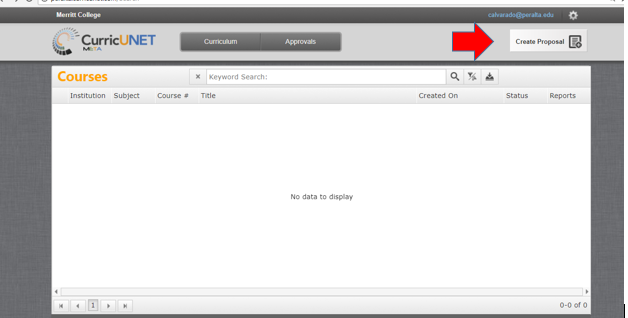 Merritt College
calvarado@peralta.edu
CurricUNET
META
Curriculum
Approvals
Create Proposal
Courses
× Keyword Search:
Institution Subject Course # Title Created On Status Reports
No data to display
1
0-0 of 0